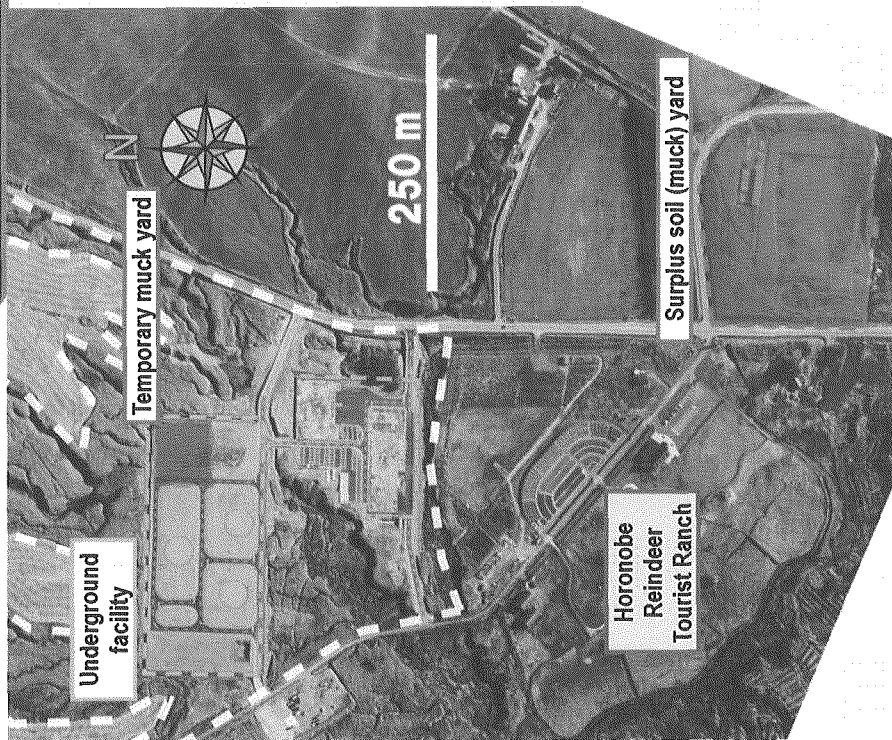 N
Temporary muck yard
250 m
Surplus soil (muck) yard
Underground
facility
Horonobe
Reindeer
Tourist Ranch